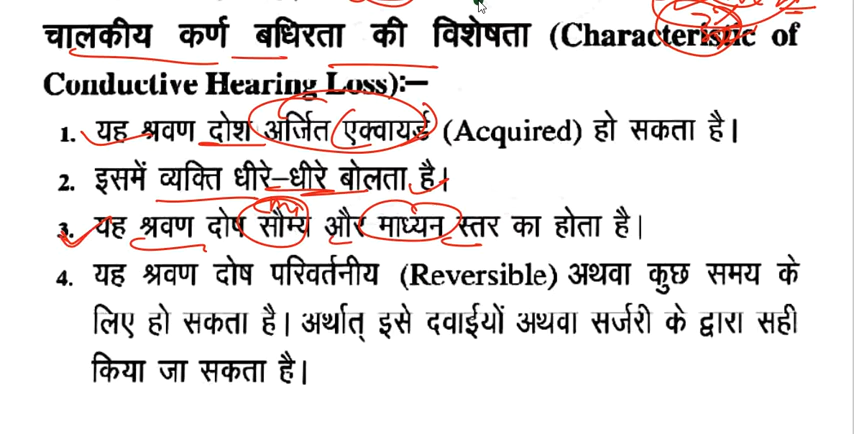 चालकीय कर्ण बधिरता की विशेषता (Characteristic of
Conductive Hearing Loss):–
1. यह श्रवण दोश अर्जित एक्वायर्ड (Acquired) हो सकता है।
2. इसमें व्यक्ति धीरे–धीरे बोलता है।
3. यह श्रवण दोष सौम्य और माध्यन स्तर का होता है।
4. यह श्रवण दोष परिवर्तनीय (Reversible) अथवा कुछ समय के
लिए हो सकता है। अर्थात् इसे दवाईयों अथवा सर्जरी के द्वारा सही
किया जा सकता है।